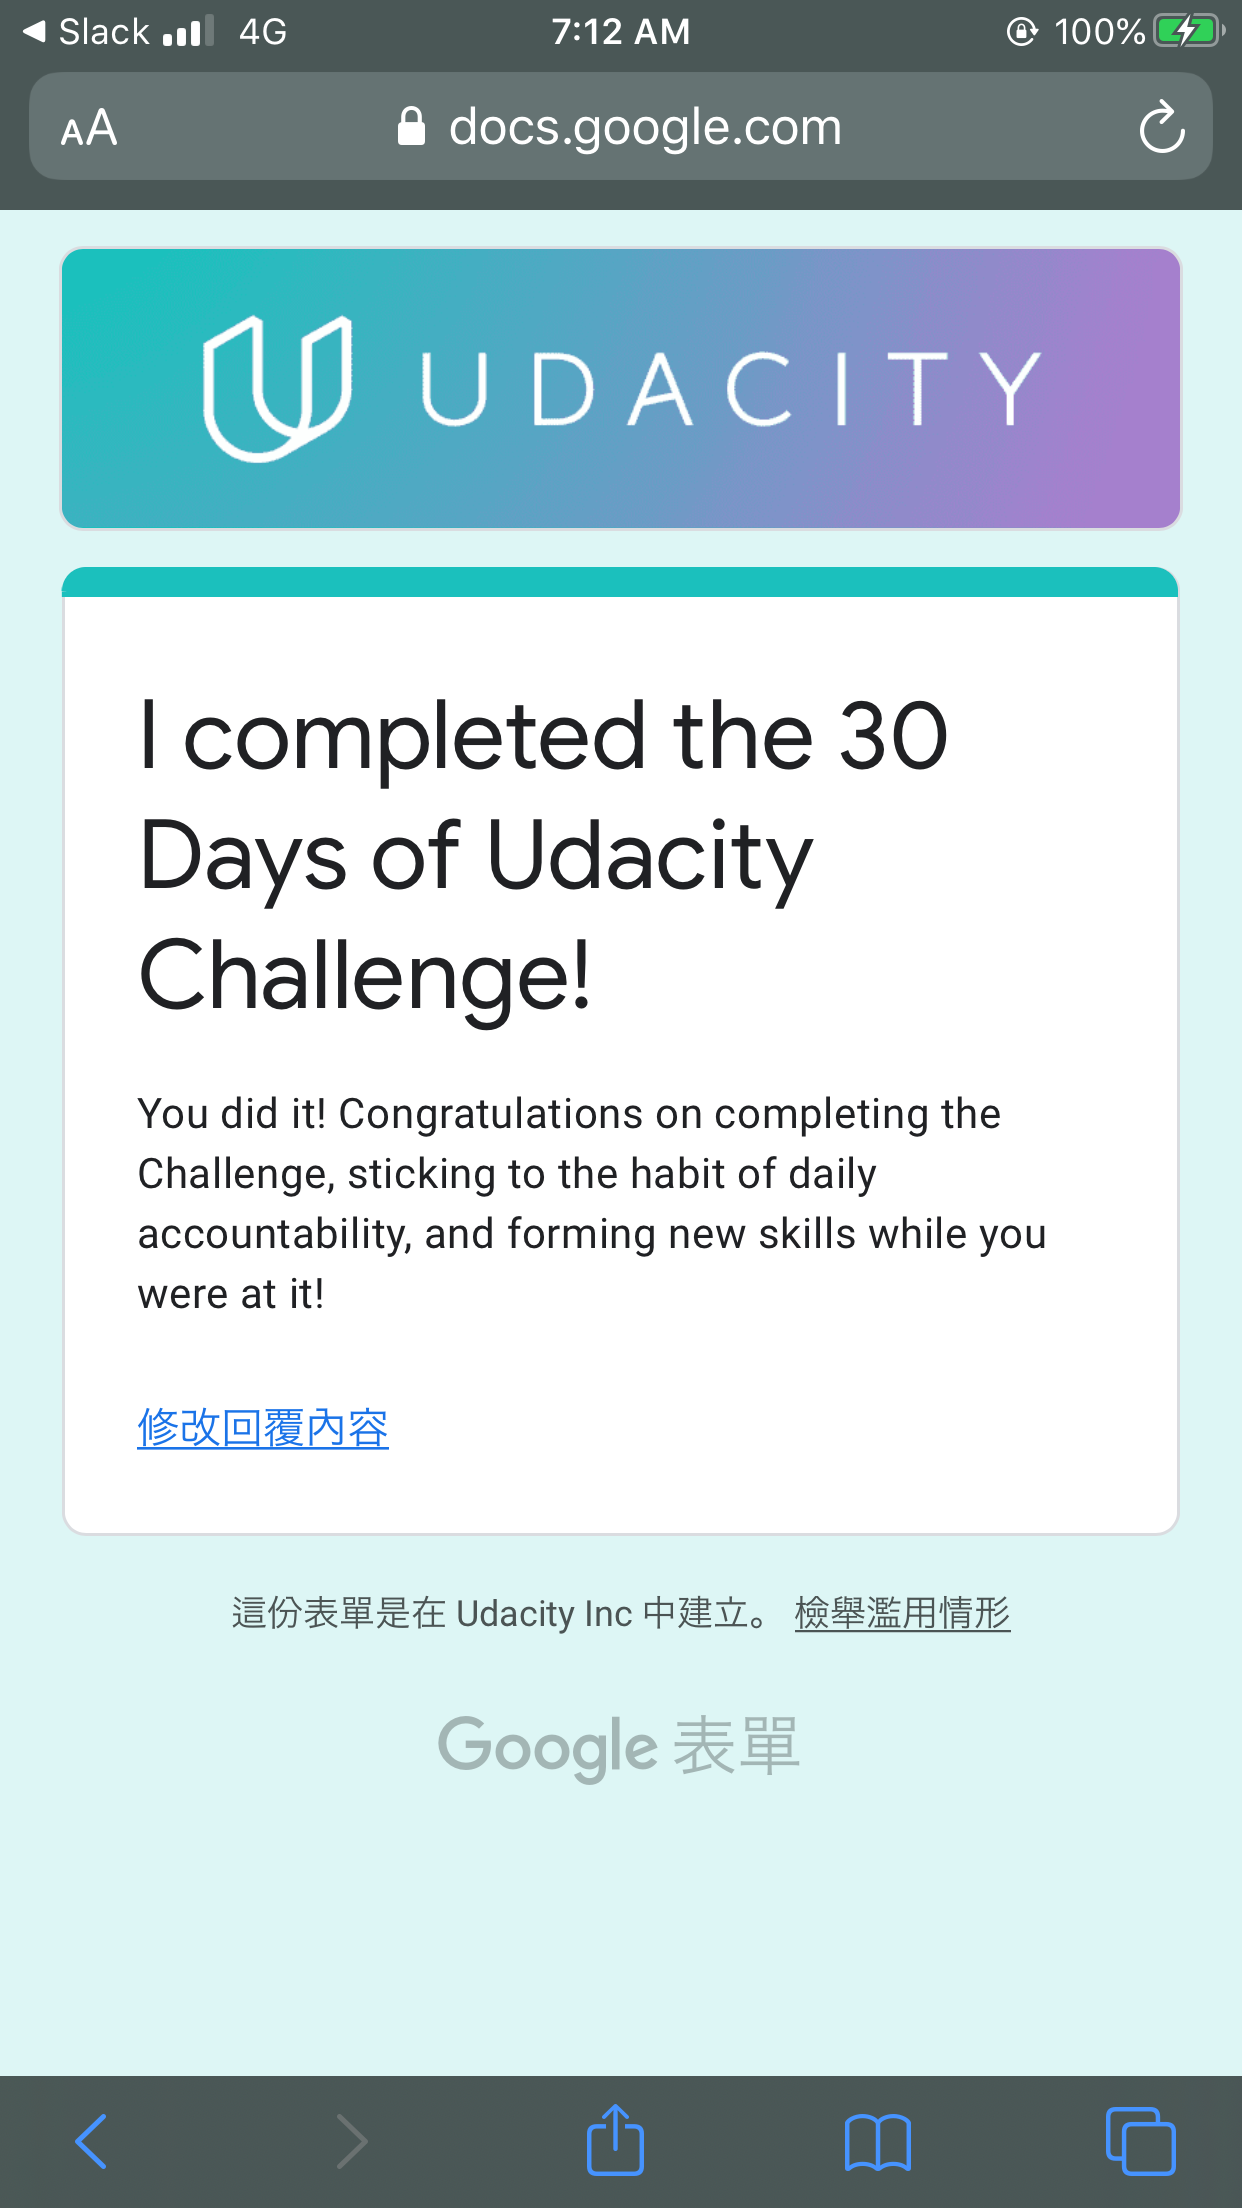 Slack 4G 7:12 AM 100%
AA docs.google.com
UDACITY
I completed the 30
Days of Udacity
Challenge!
You did it! Congratulations on completing the
Challenge, sticking to the habit of daily
accountability, and forming new skills while you
were at it!
修改回覆內容
這份表單是在 Udacity Inc 中建立。 檢舉濫用情形
Google 表單